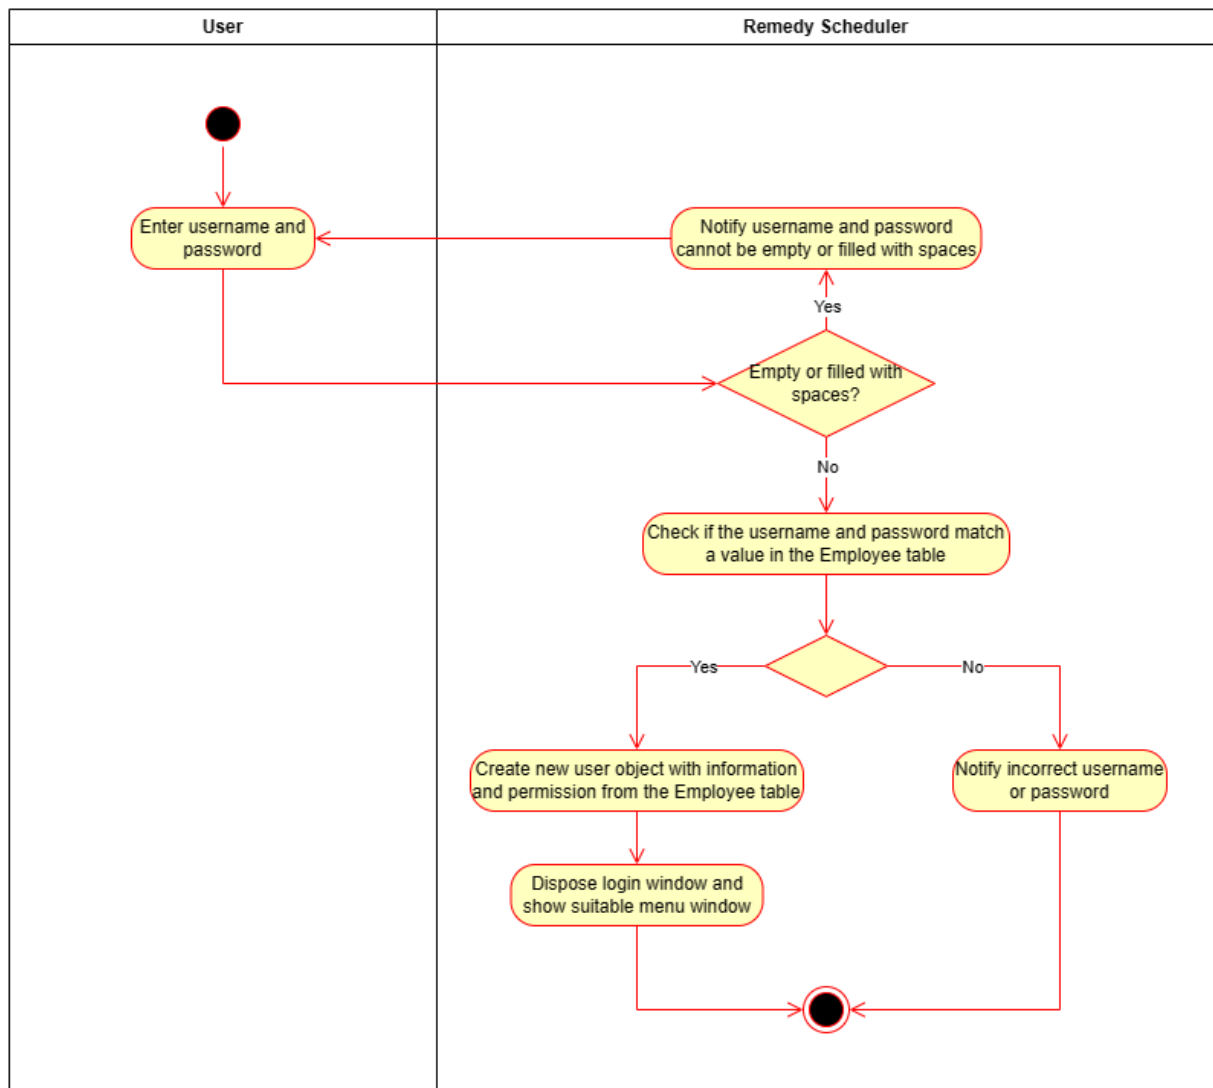 User
Remedy Scheduler
Enter username and
password
Notify username and password
cannot be empty or filled with spaces
Yes
Empty or filled with
spaces?
No
Check if the username and password match
a value in the Employee table
Yes
No
Create new user object with information
and permission from the Employee table
Notify incorrect username
or password
Dispose login window and
show suitable menu window